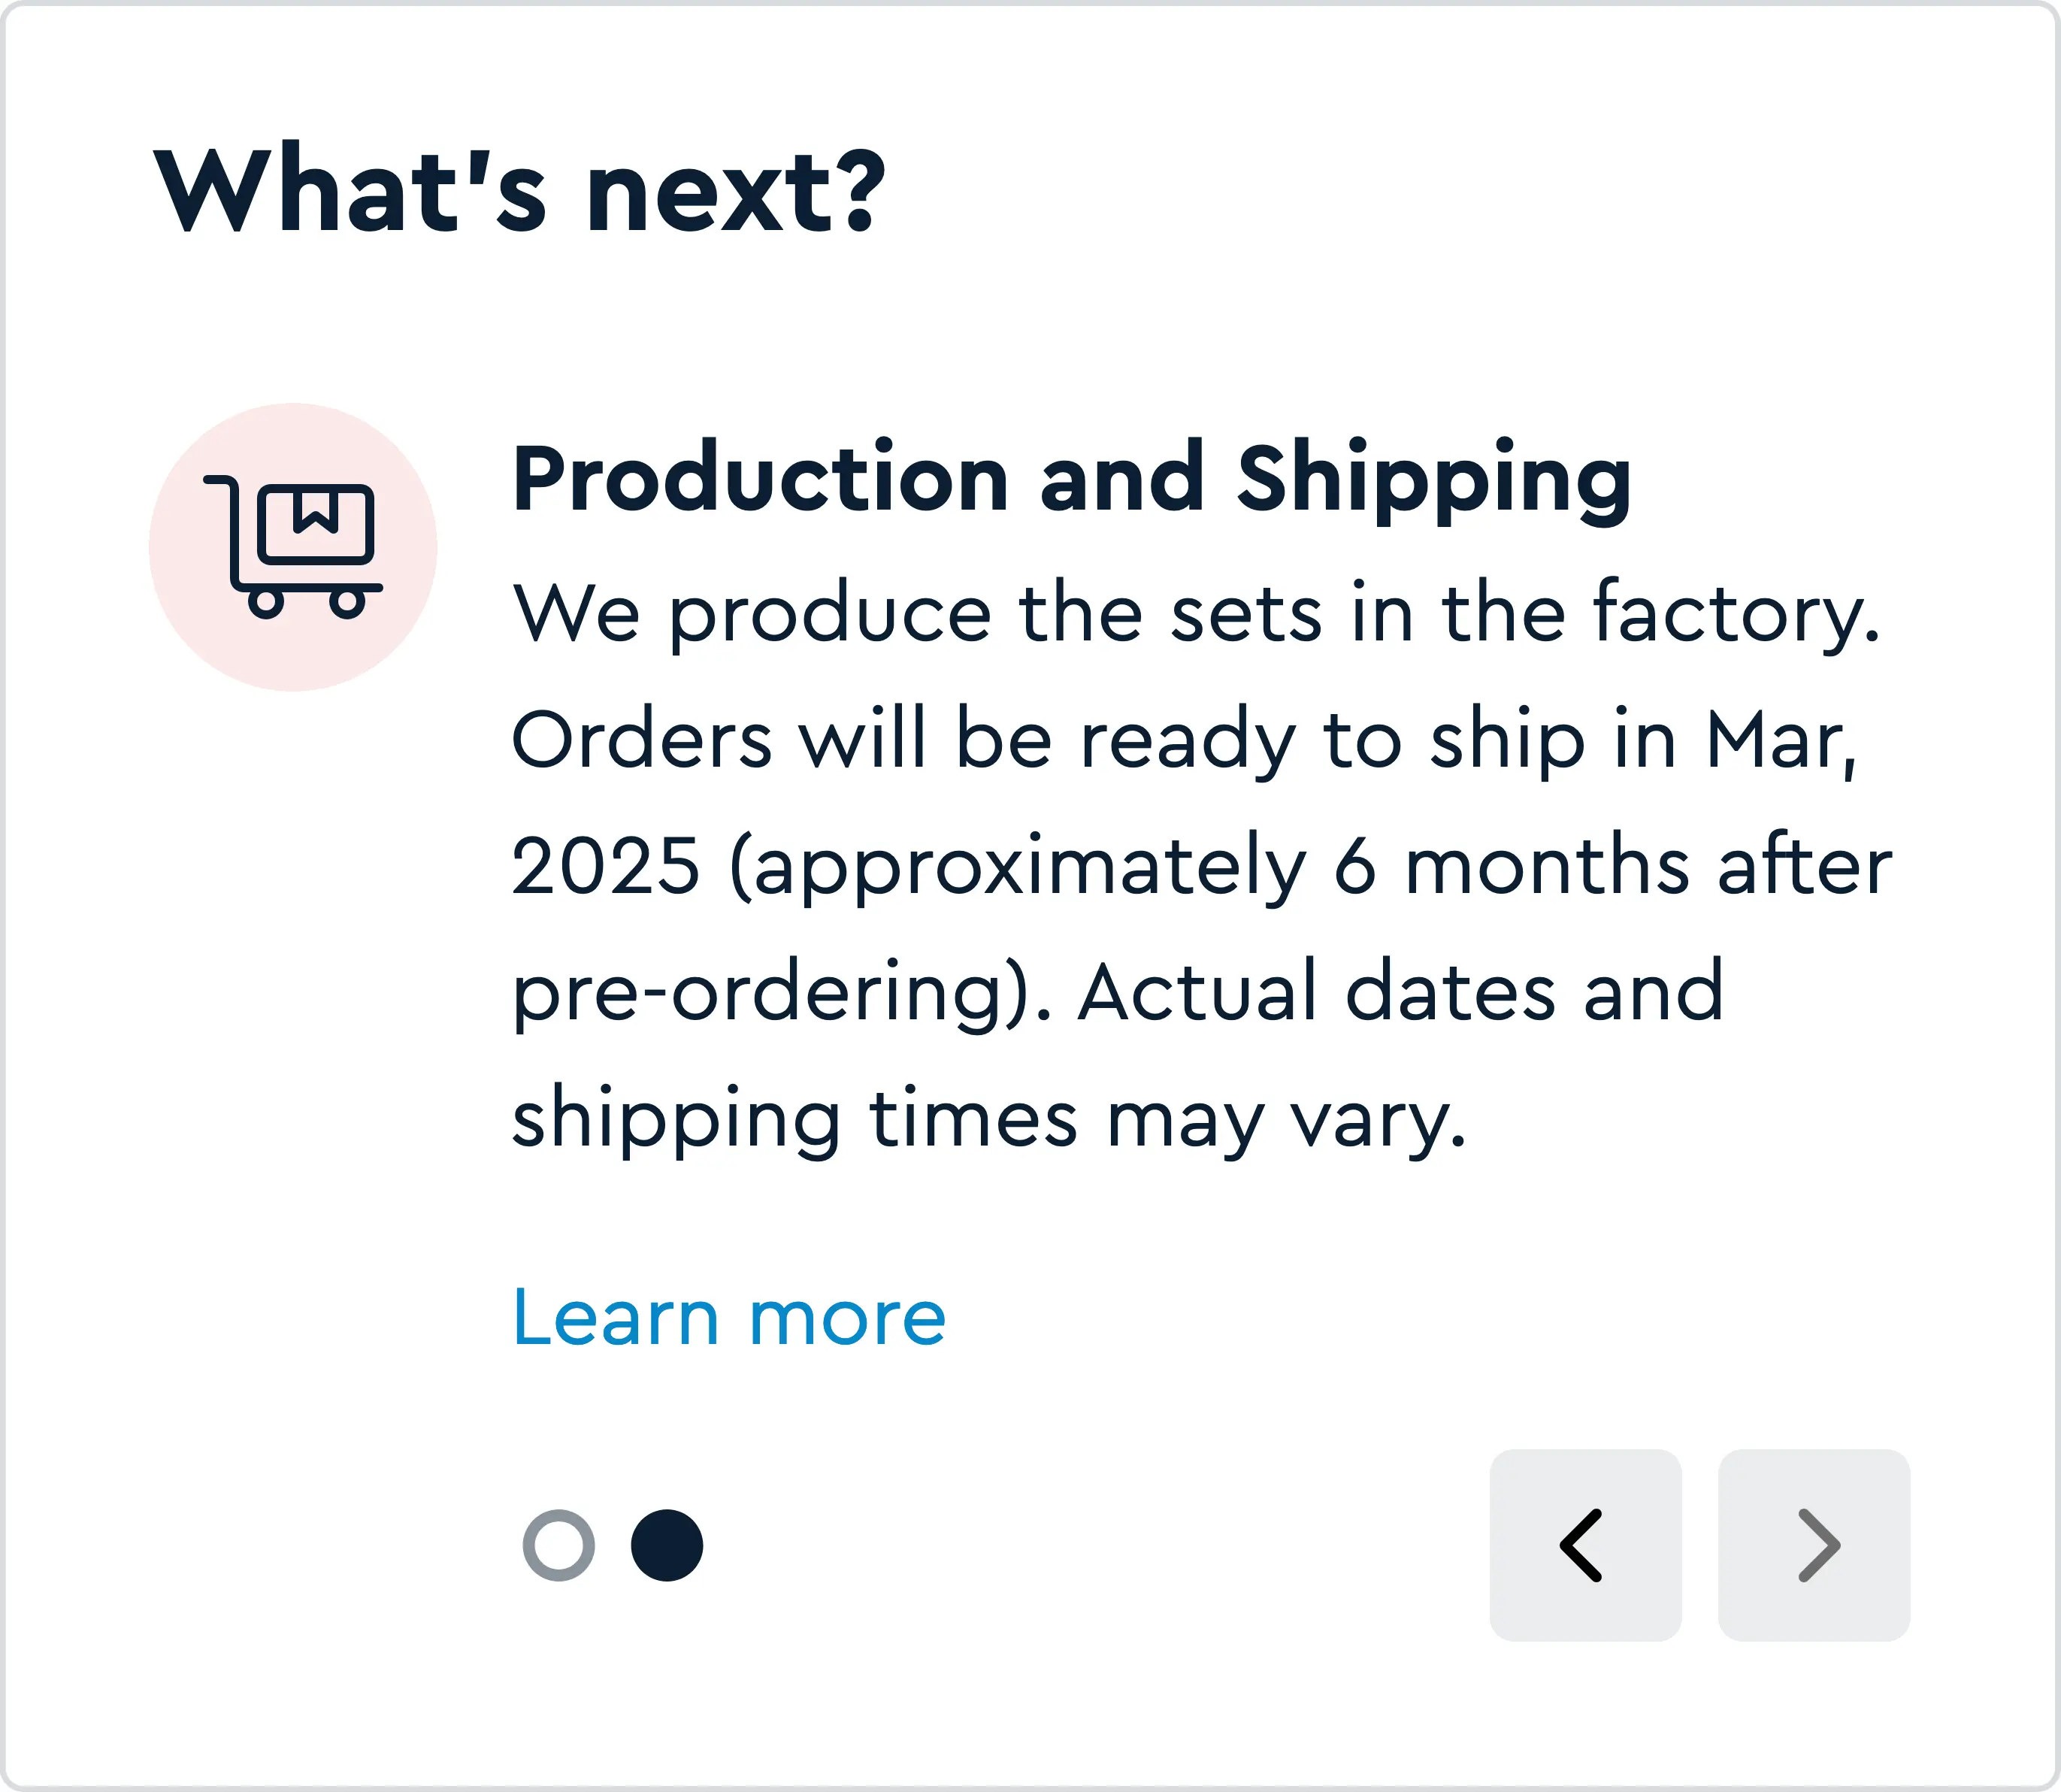 What's next?
Production and Shipping
We produce the sets in the factory.
Orders will be ready to ship in Mar,
2025 (approximately 6 months after
pre-ordering). Actual dates and
shipping times may vary.
Learn more